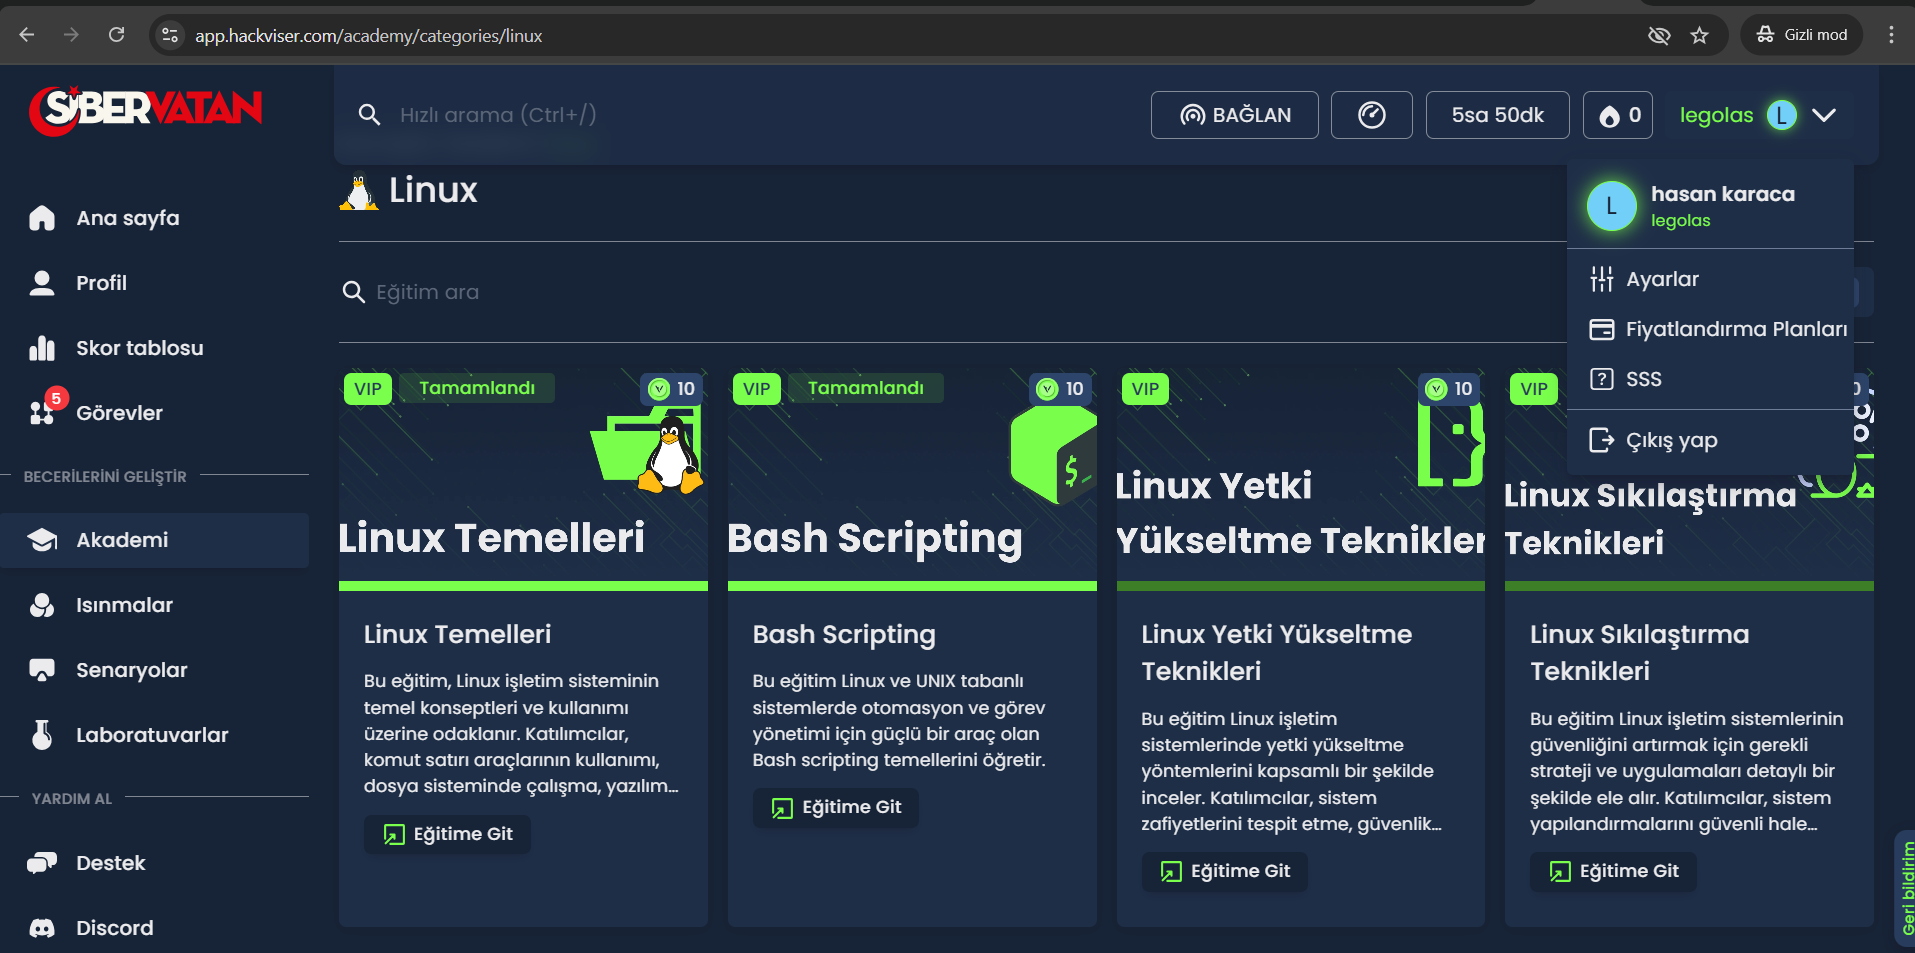 app.hackviser.com/academy/categories/linux
Gizli mod
SİBERVATAN
Hızlı arama (Ctrl+/)
BAĞLAN
5sa 50dk
0
legolas
L
Ana sayfa
Profil
Skor tablosu
5
Görevler
BECERİLERİNİ GELİŞTİR
Akademi
Isınmalar
Senaryolar
Laboratuvarlar
YARDIM AL
Destek
Discord
Linux
Eğitim ara
L
hasan karaca
legolas
Ayarlar
Fiyatlandırma Planları
SSS
Çıkış yap
VIP
Tamamlandı
10
Linux Temelleri
Linux Temelleri
Bu eğitim, Linux işletim sisteminin
temel konseptleri ve kullanımı
üzerine odaklanır. Katılımcılar,
komut satırı araçlarının kullanımı,
dosya sisteminde çalışma, yazılım...
Eğitime Git
VIP
Tamamlandı
10
$_
Bash Scripting
Bash Scripting
Bu eğitim Linux ve UNIX tabanlı
sistemlerde otomasyon ve görev
yönetimi için güçlü bir araç olan
Bash scripting temellerini öğretir.
Eğitime Git
VIP
10
Linux Yetki
Yükseltme Teknikler
Linux Yetki Yükseltme
Teknikleri
Bu eğitim Linux işletim
sistemlerinde yetki yükseltme
yöntemlerini kapsamlı bir şekilde
inceler. Katılımcılar, sistem
zafiyetlerini tespit etme, güvenlik...
Eğitime Git
VIP
Linux Sıkılaştırma
Teknikleri
Linux Sıkılaştırma
Teknikleri
Bu eğitim Linux işletim sistemlerinin
güvenliğini artırmak için gerekli
strateji ve uygulamaları detaylı bir
şekilde ele alır. Katılımcılar, sistem
yapılandırmalarını güvenli hale...
Eğitime Git
Geri bildirim